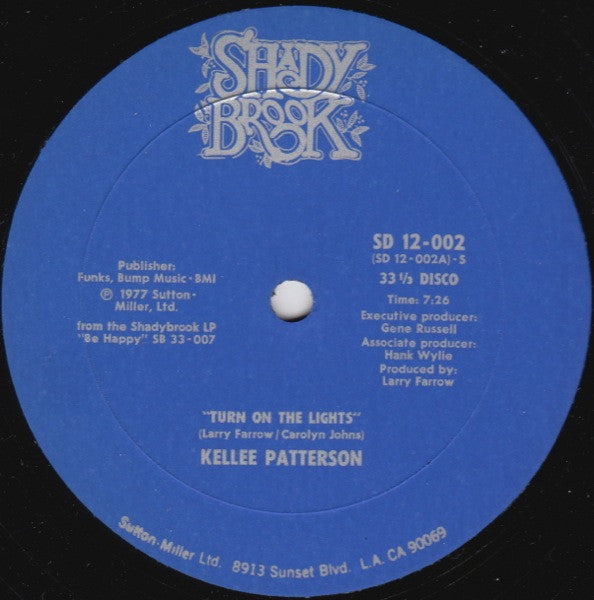 SHADY
BROOK
SD 12-002
(SD 12-002A)-S
33 1/3 DISCO
Time: 7:26
Executive producer:
Gene Russell
Associate producer:
Hank Wylie
Produced by:
Larry Farrow
Publisher:
Funks, Bump Music - BMI
℗ 1977 Sutton-
Miller, Ltd.
from the Shadybrook LP
"Be Happy" SB 33-007
"TURN ON THE LIGHTS"
(Larry Farrow/Carolyn Johns)
KELLEE PATTERSON
Sutton-Miller Ltd. 8913 Sunset Blvd. L.A. CA 90069